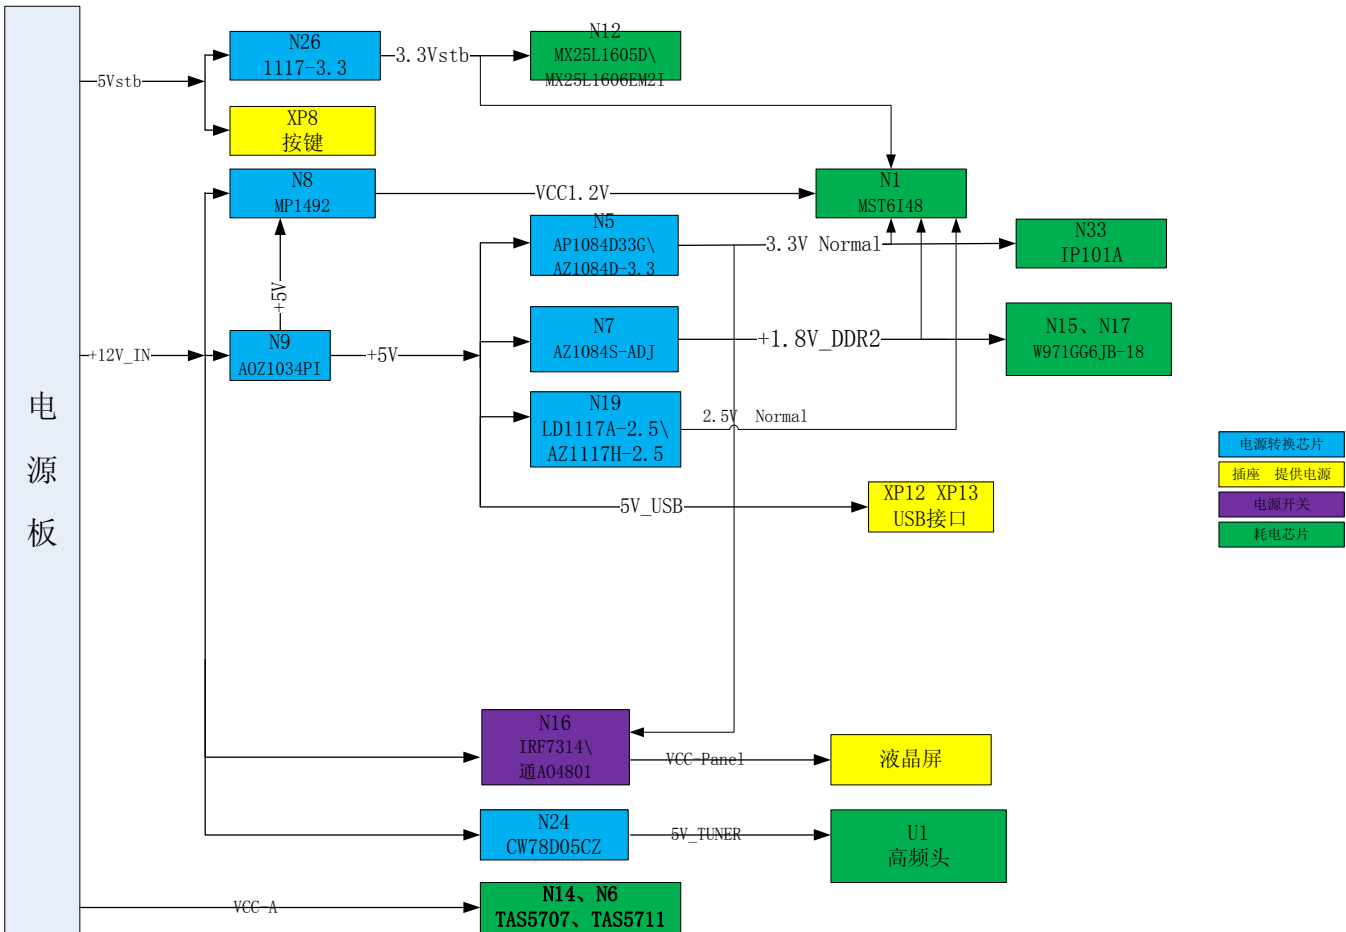 电
源
板
5Vstb
N26
1117-3.3
3.3Vstb
N12
MX25L1605D\
MX25L1606EM2I
XP8
按键
N8
MP1492
VCC1.2V
N1
MST6I48
+5V
N5
AP1084D33G\
AZ1084D-3.3
3.3V Normal
N33
IP101A
+12V_IN
N9
AOZ1034PI
+5V
N7
AZ1084S-ADJ
+1.8V_DDR2
N15、N17
W971GG6JB-18
N19
LD1117A-2.5\
AZ1117H-2.5
2.5V Normal
5V_USB
XP12 XP13
USB接口
电源转换芯片
插座 提供电源
电源开关
耗电芯片
N16
IRF7314\
通AO4801
VCC-Panel
液晶屏
N24
CW78D05CZ
5V_TUNER
U1
高频头
VCC-A
N14、N6
TAS5707、TAS5711